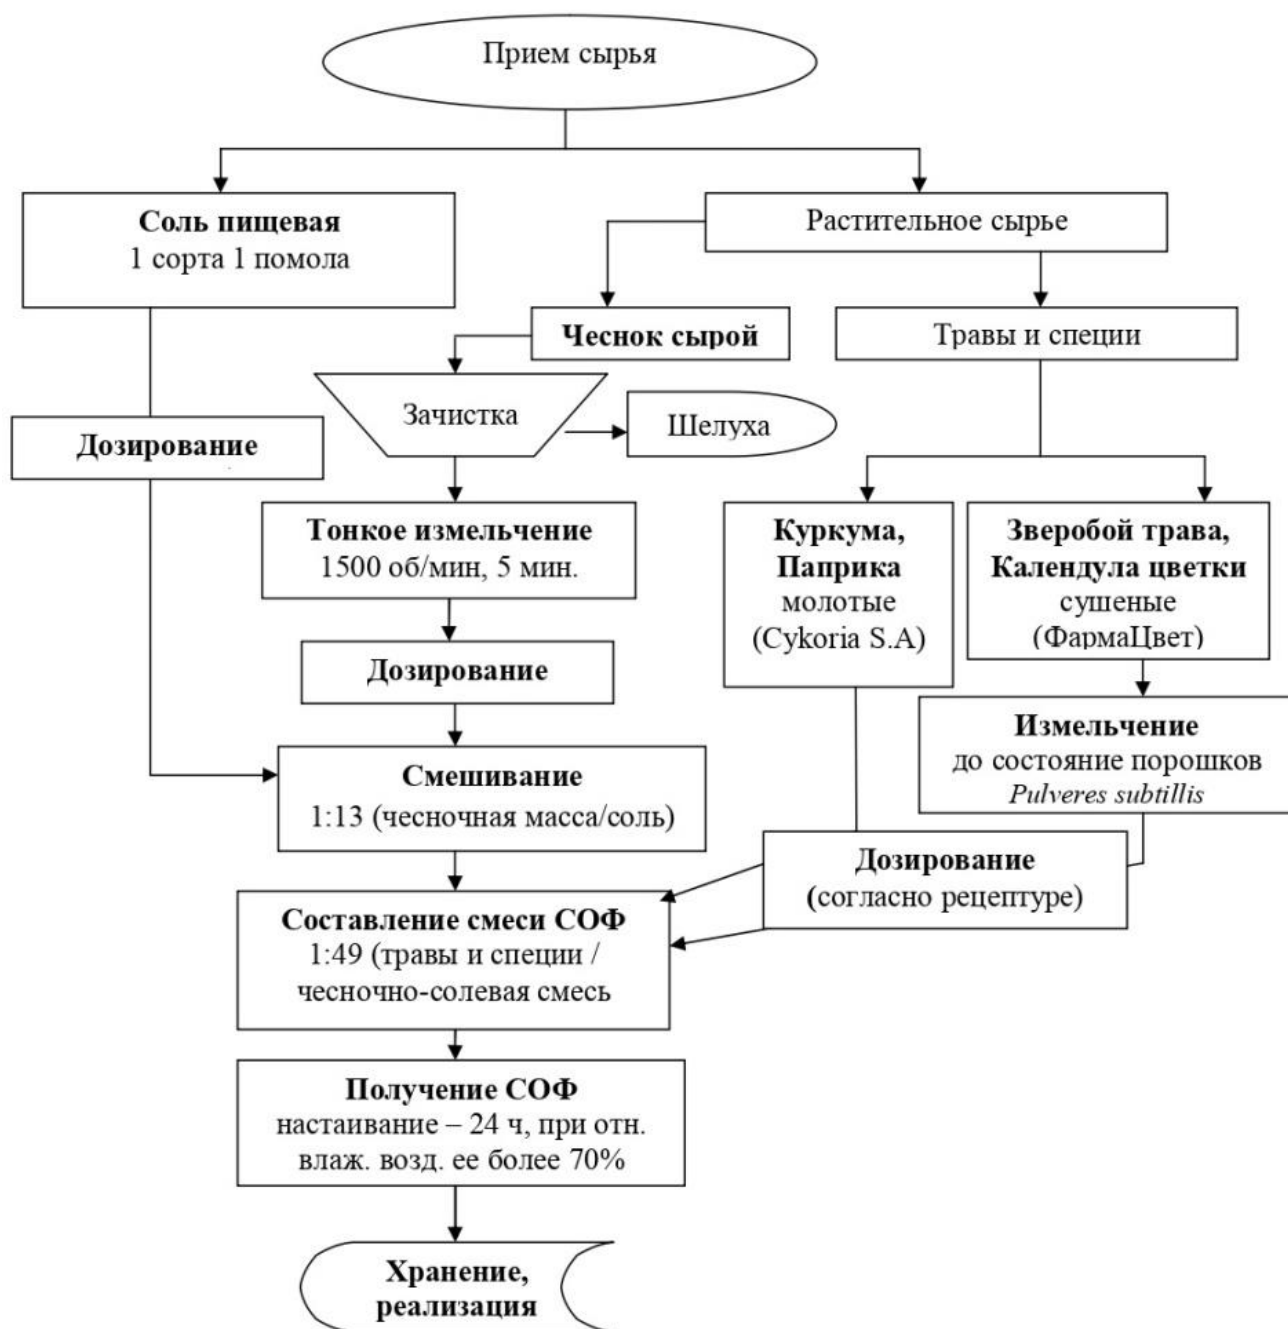 Прием сырья
Соль пищевая
1 сорта 1 помола
Растительное сырье
Чеснок сырой
Травы и специи
Зачистка
Шелуха
Дозирование
Тонкое измельчение
1500 об/мин, 5 мин.
Куркума,
Паприка
молотые
(Cykoria S.A)
Зверобой трава,
Календула цветки
сушеные
(ФармаЦвет)
Дозирование
Измельчение
до состояние порошков
Pulveres subtillis
Смешивание
1:13 (чесночная масса/соль)
Дозирование
(согласно рецептуре)
Составление смеси СОФ
1:49 (травы и специи /
чесночно-солевая смесь
Получение СОФ
настаивание – 24 ч, при отн.
влаж. возд. ее более 70%
Хранение,
реализация